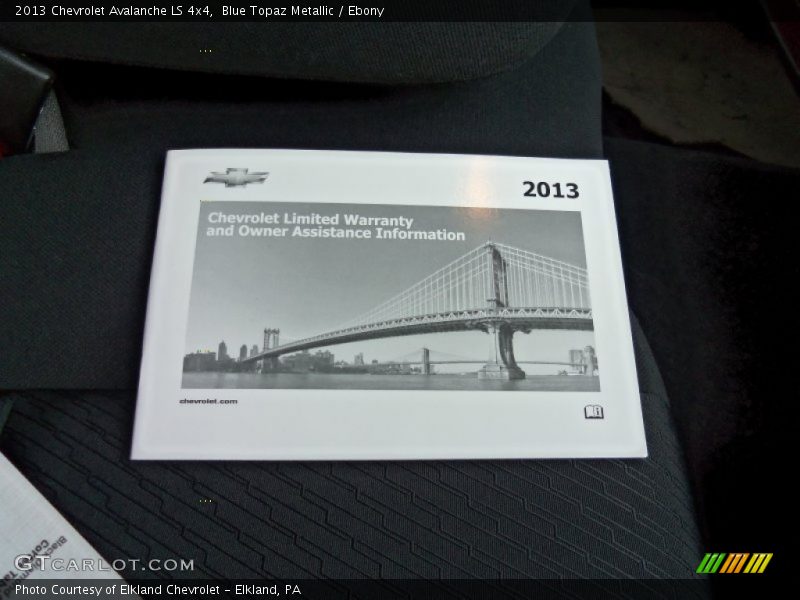 2013 Chevrolet Avalanche LS 4x4,  Blue Topaz Metallic / Ebony
2013
Chevrolet Limited Warranty
and Owner Assistance Information
chevrolet.com
GTCARLOT.COM
Photo Courtesy of Elkland Chevrolet - Elkland, PA